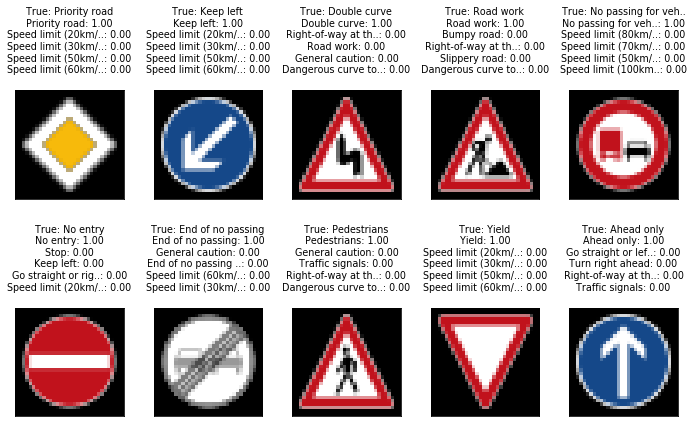 True: Priority road
Priority road: 1.00
Speed limit (20km/..: 0.00
Speed limit (30km/..: 0.00
Speed limit (50km/..: 0.00
Speed limit (60km/..: 0.00
True: Keep left
Keep left: 1.00
Speed limit (20km/..: 0.00
Speed limit (30km/..: 0.00
Speed limit (50km/..: 0.00
Speed limit (60km/..: 0.00
True: Double curve
Double curve: 1.00
Right-of-way at th..: 0.00
Road work: 0.00
General caution: 0.00
Dangerous curve to..: 0.00
True: Road work
Road work: 1.00
Bumpy road: 0.00
Right-of-way at th..: 0.00
Slippery road: 0.00
Dangerous curve to..: 0.00
True: No passing for veh..
No passing for veh..: 1.00
Speed limit (80km/..: 0.00
Speed limit (70km/..: 0.00
Speed limit (50km/..: 0.00
Speed limit (100km..: 0.00
True: No entry
No entry: 1.00
Stop: 0.00
Keep left: 0.00
Go straight or rig..: 0.00
Speed limit (20km/..: 0.00
True: End of no passing
End of no passing: 1.00
General caution: 0.00
End of no passing ..: 0.00
Speed limit (60km/..: 0.00
Speed limit (30km/..: 0.00
True: Pedestrians
Pedestrians: 1.00
General caution: 0.00
Traffic signals: 0.00
Right-of-way at th..: 0.00
Dangerous curve to..: 0.00
True: Yield
Yield: 1.00
Speed limit (20km/..: 0.00
Speed limit (30km/..: 0.00
Speed limit (50km/..: 0.00
Speed limit (60km/..: 0.00
True: Ahead only
Ahead only: 1.00
Go straight or lef..: 0.00
Turn right ahead: 0.00
Right-of-way at th..: 0.00
Traffic signals: 0.00